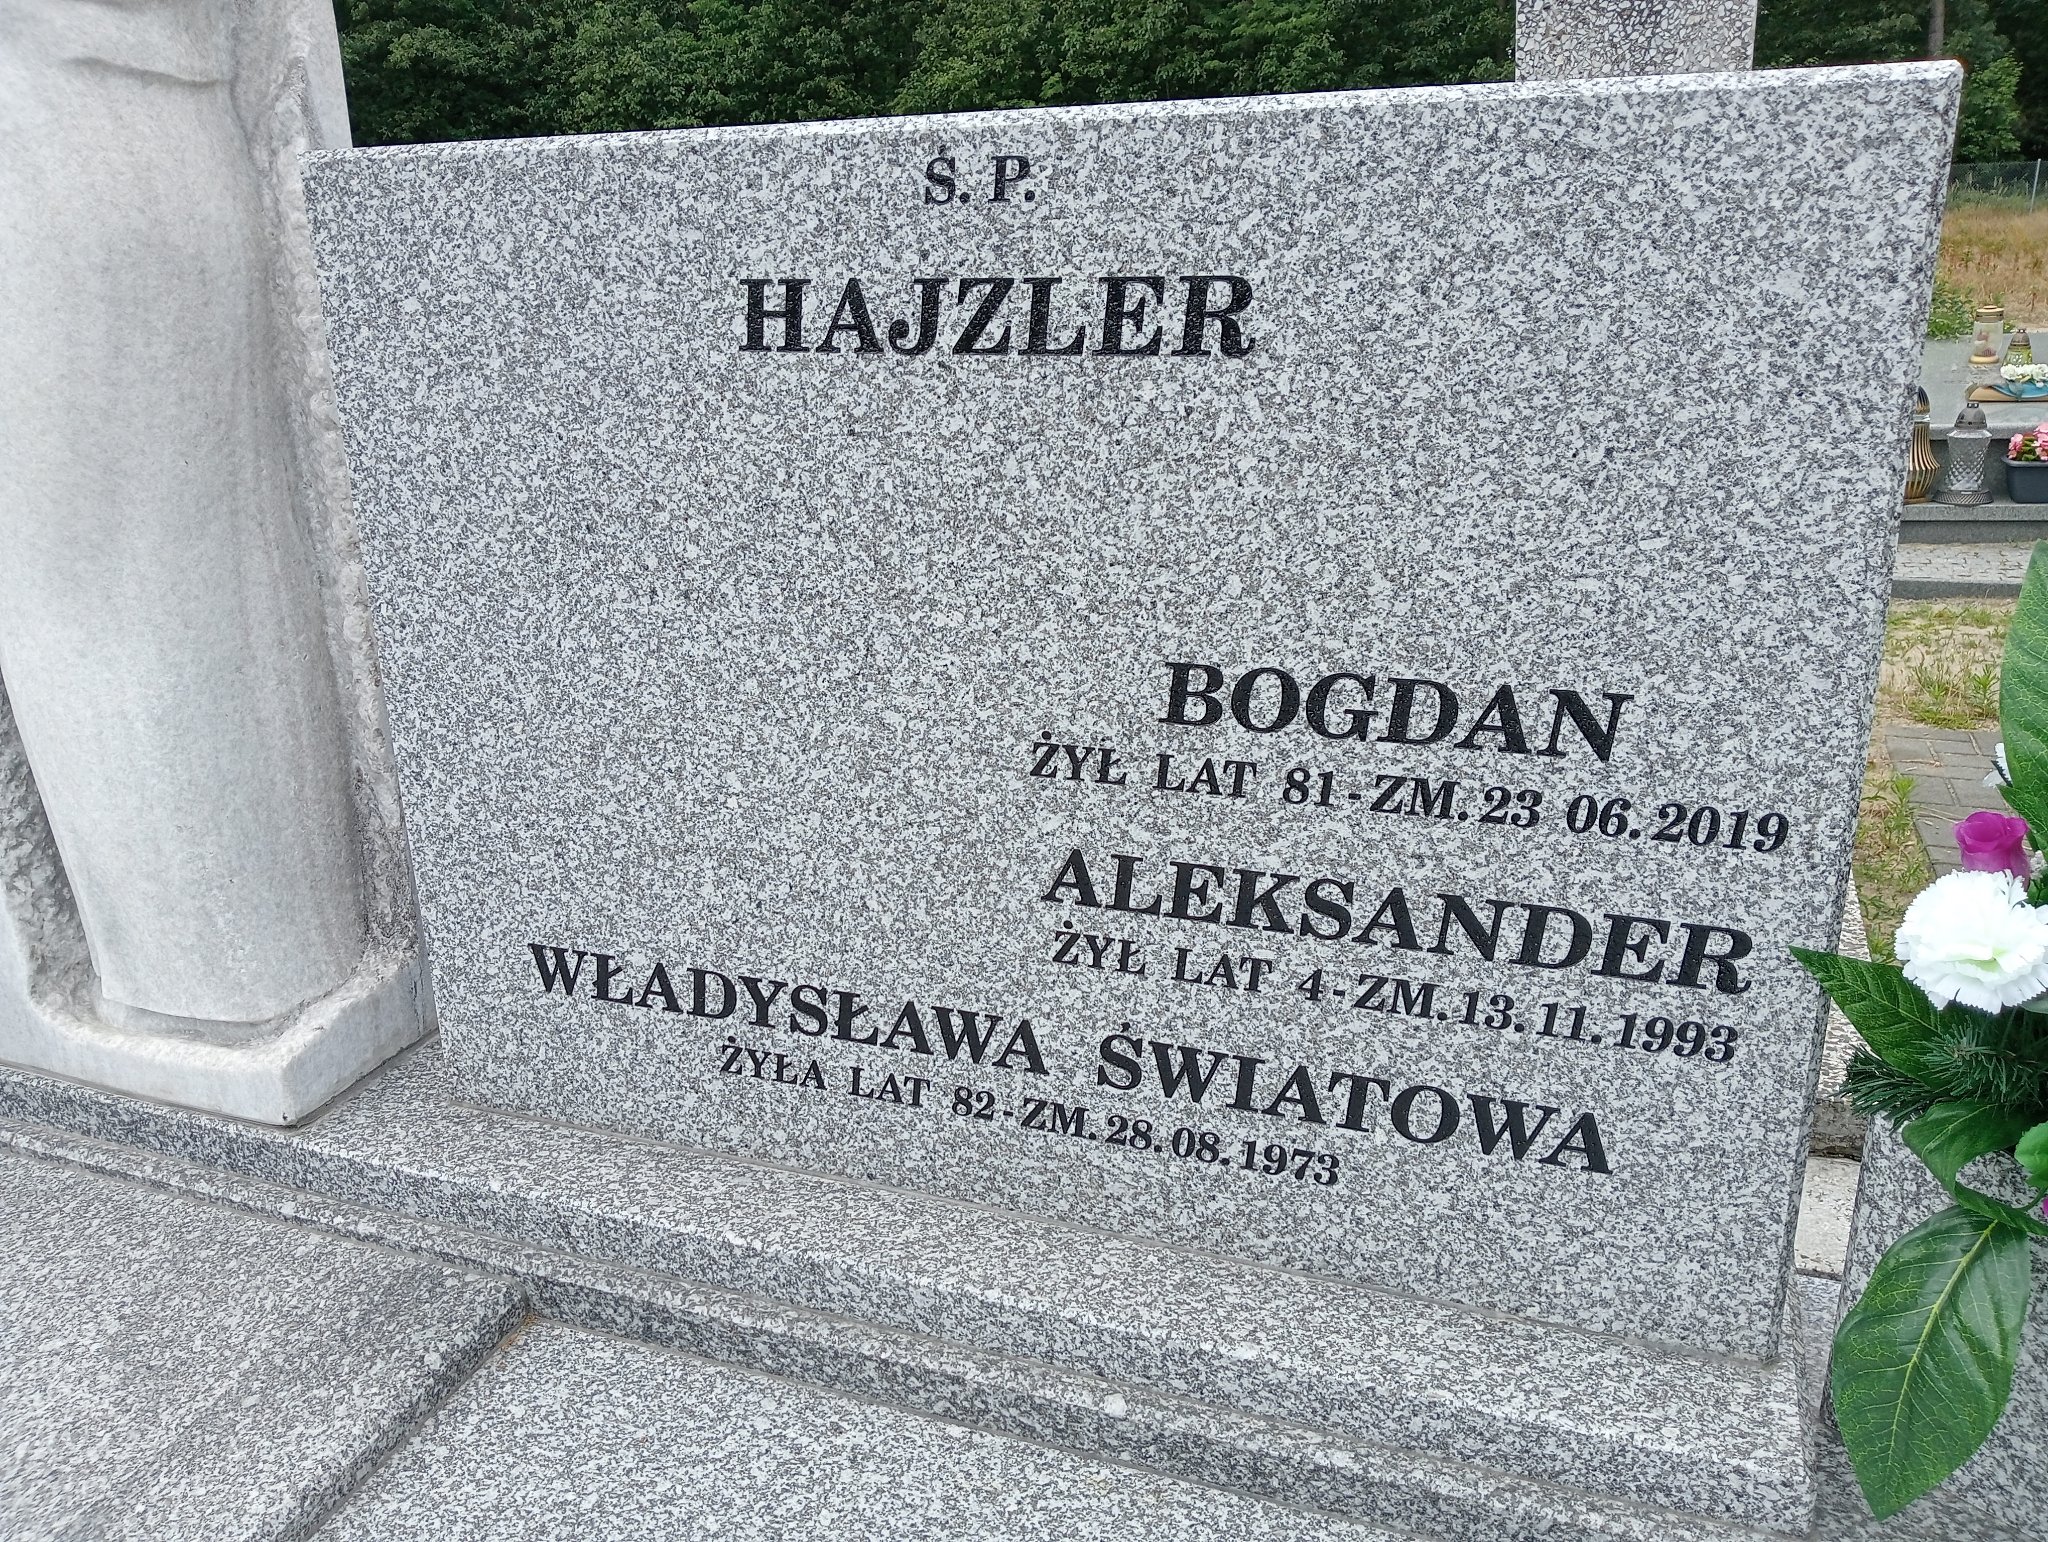 Ś. P.
HAJZLER
BOGDAN
ŻYŁ LAT 81-ZM. 23 06.2019
ALEKSANDER
ŻYŁ LAT 4-ZM. 13.11.1993
WŁADYSŁAWA ŚWIATOWA
ŻYŁA LAT 82-ZM. 28.08.1973